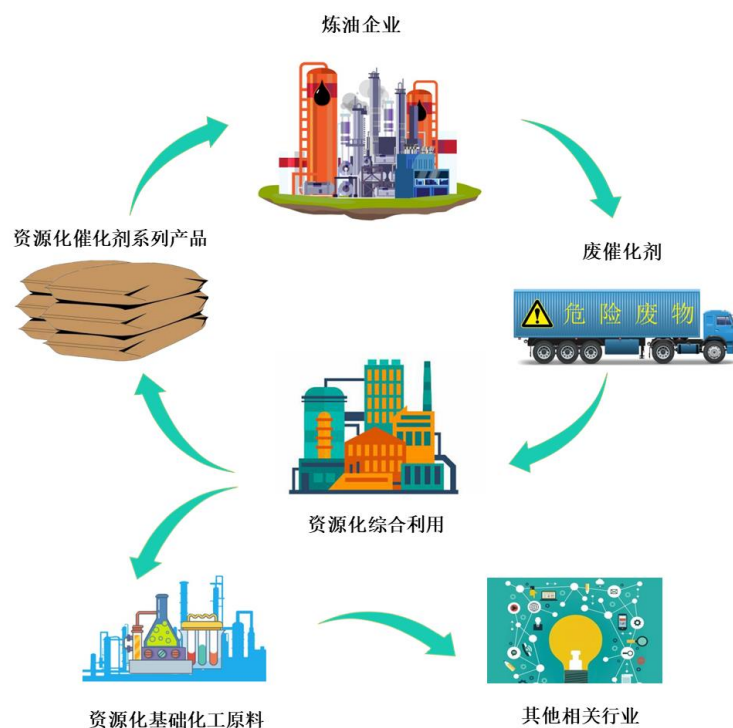 炼油企业
资源化催化剂系列产品
废催化剂
危险废物
资源化综合利用
资源化基础化工原料
其他相关行业